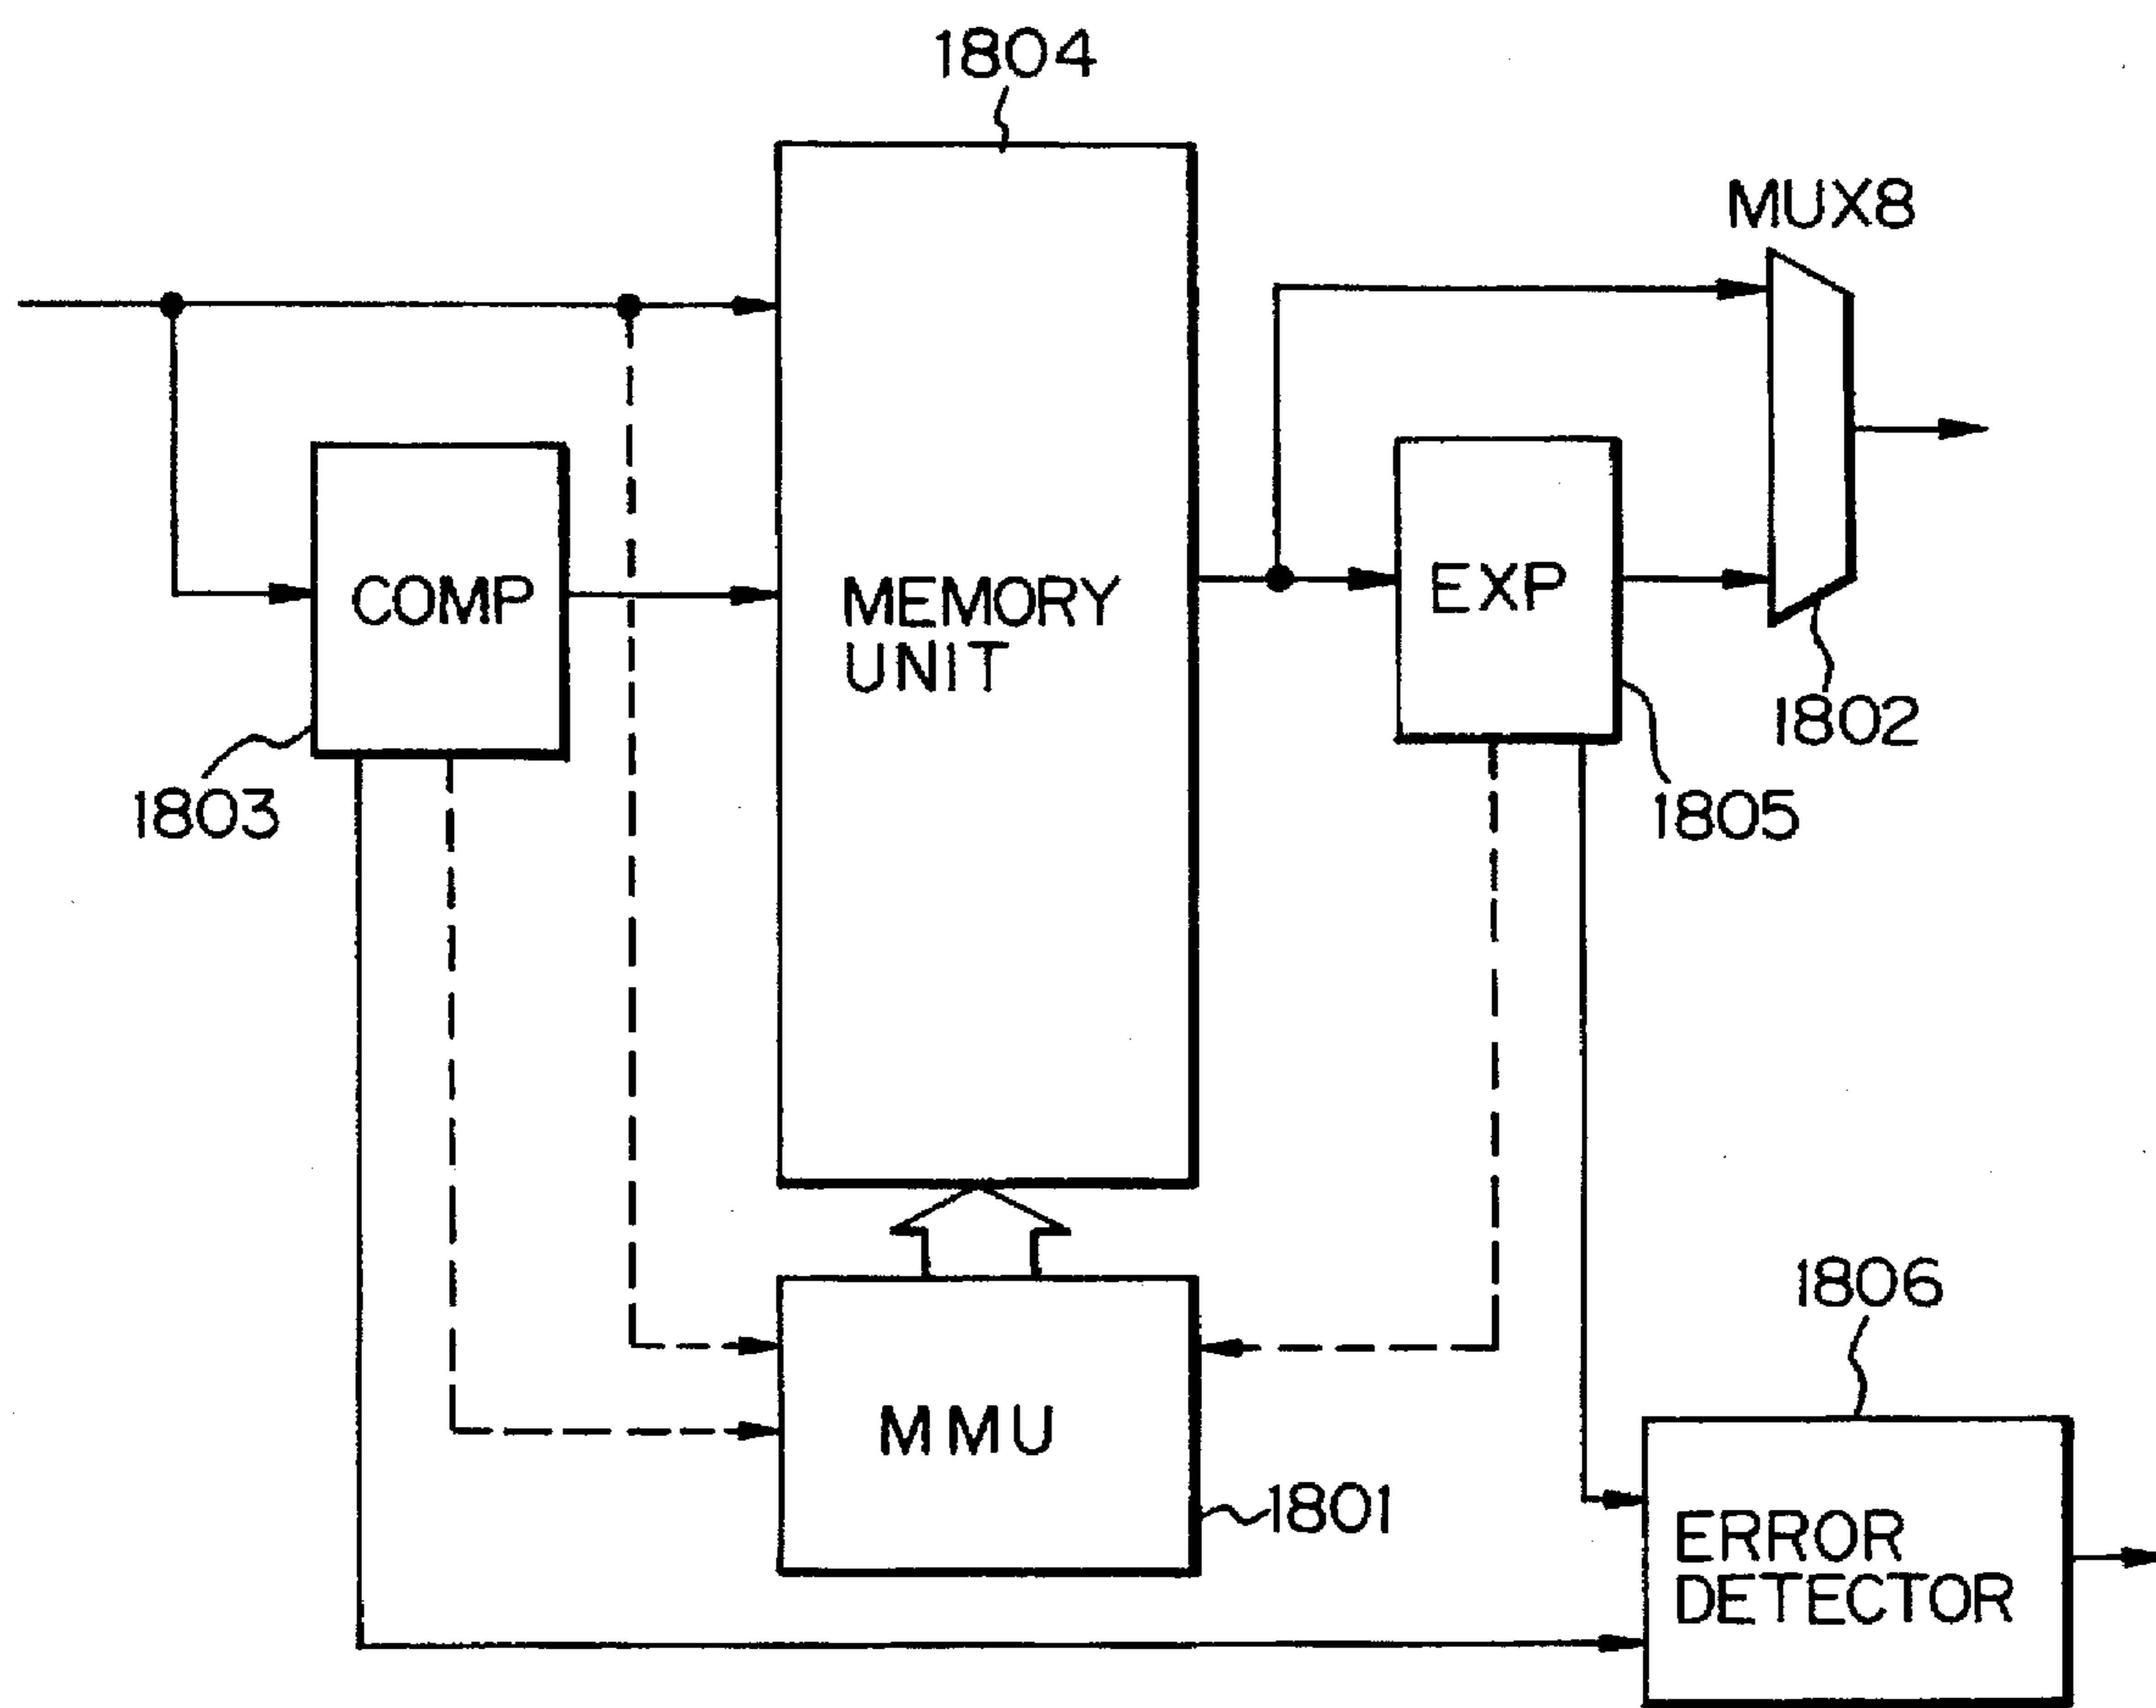 1804
MUX8
COMP
MEMORY
UNIT
EXP
1802
1803
1805
1806
MMU
1801
ERROR
DETECTOR